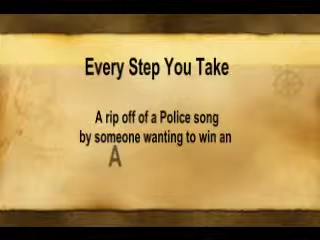 Every Step You Take
A rip off of a Police song
by someone wanting to win an
A